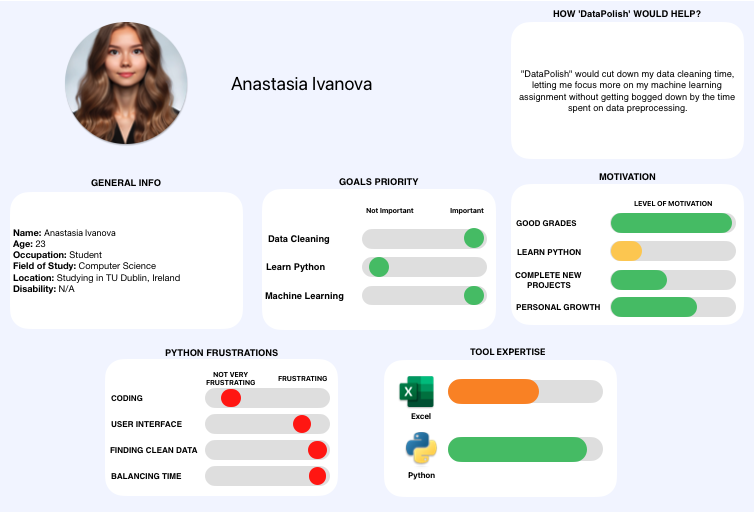 HOW 'DataPolish' WOULD HELP?
Anastasia Ivanova
"DataPolish" would cut down my data cleaning time,
letting me focus more on my machine learning
assignment without getting bogged down by the time
spent on data preprocessing.
GENERAL INFO
Name: Anastasia Ivanova
Age: 23
Occupation: Student
Field of Study: Computer Science
Location: Studying in TU Dublin, Ireland
Disability: N/A
GOALS PRIORITY
Not Important
Important
Data Cleaning
Learn Python
Machine Learning
MOTIVATION
LEVEL OF MOTIVATION
GOOD GRADES
LEARN PYTHON
COMPLETE NEW
PROJECTS
PERSONAL GROWTH
PYTHON FRUSTRATIONS
NOT VERY
FRUSTRATING
FRUSTRATING
CODING
USER INTERFACE
FINDING CLEAN DATA
BALANCING TIME
TOOL EXPERTISE
X
Excel
Python